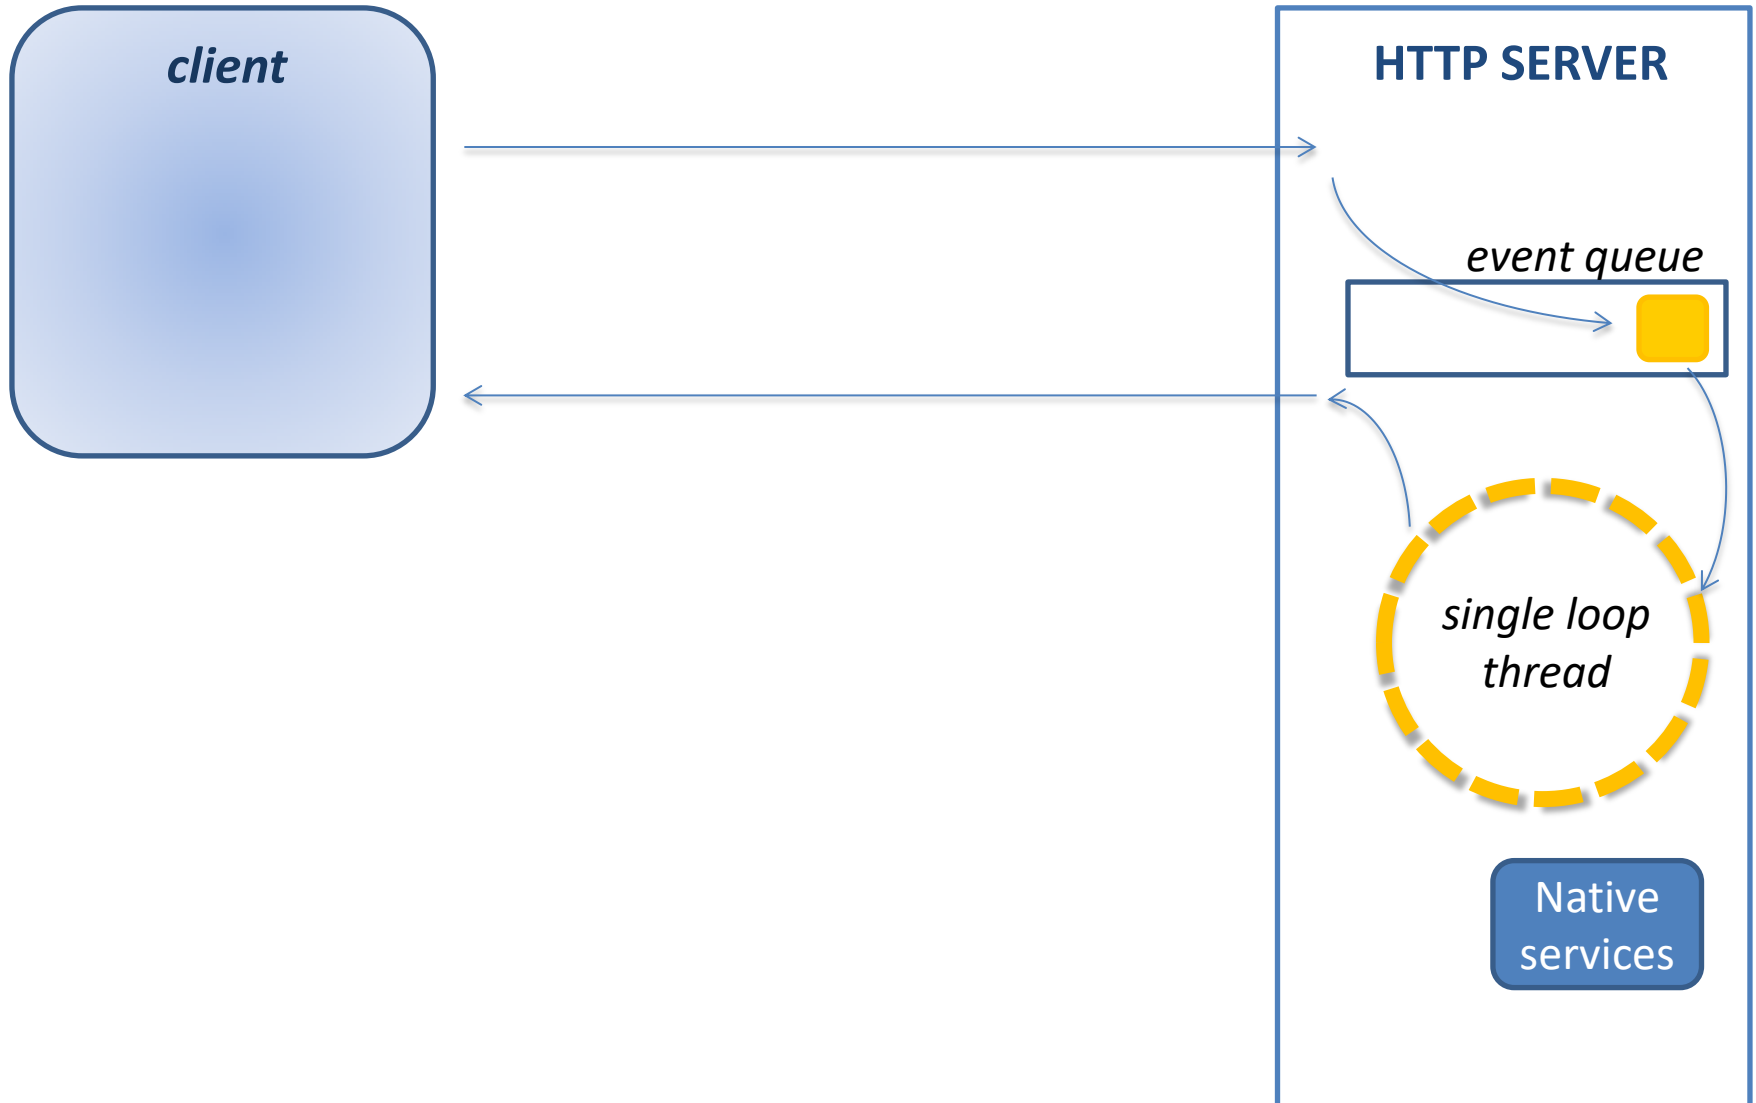 client
HTTP SERVER
event queue
single loop
thread
Native
services